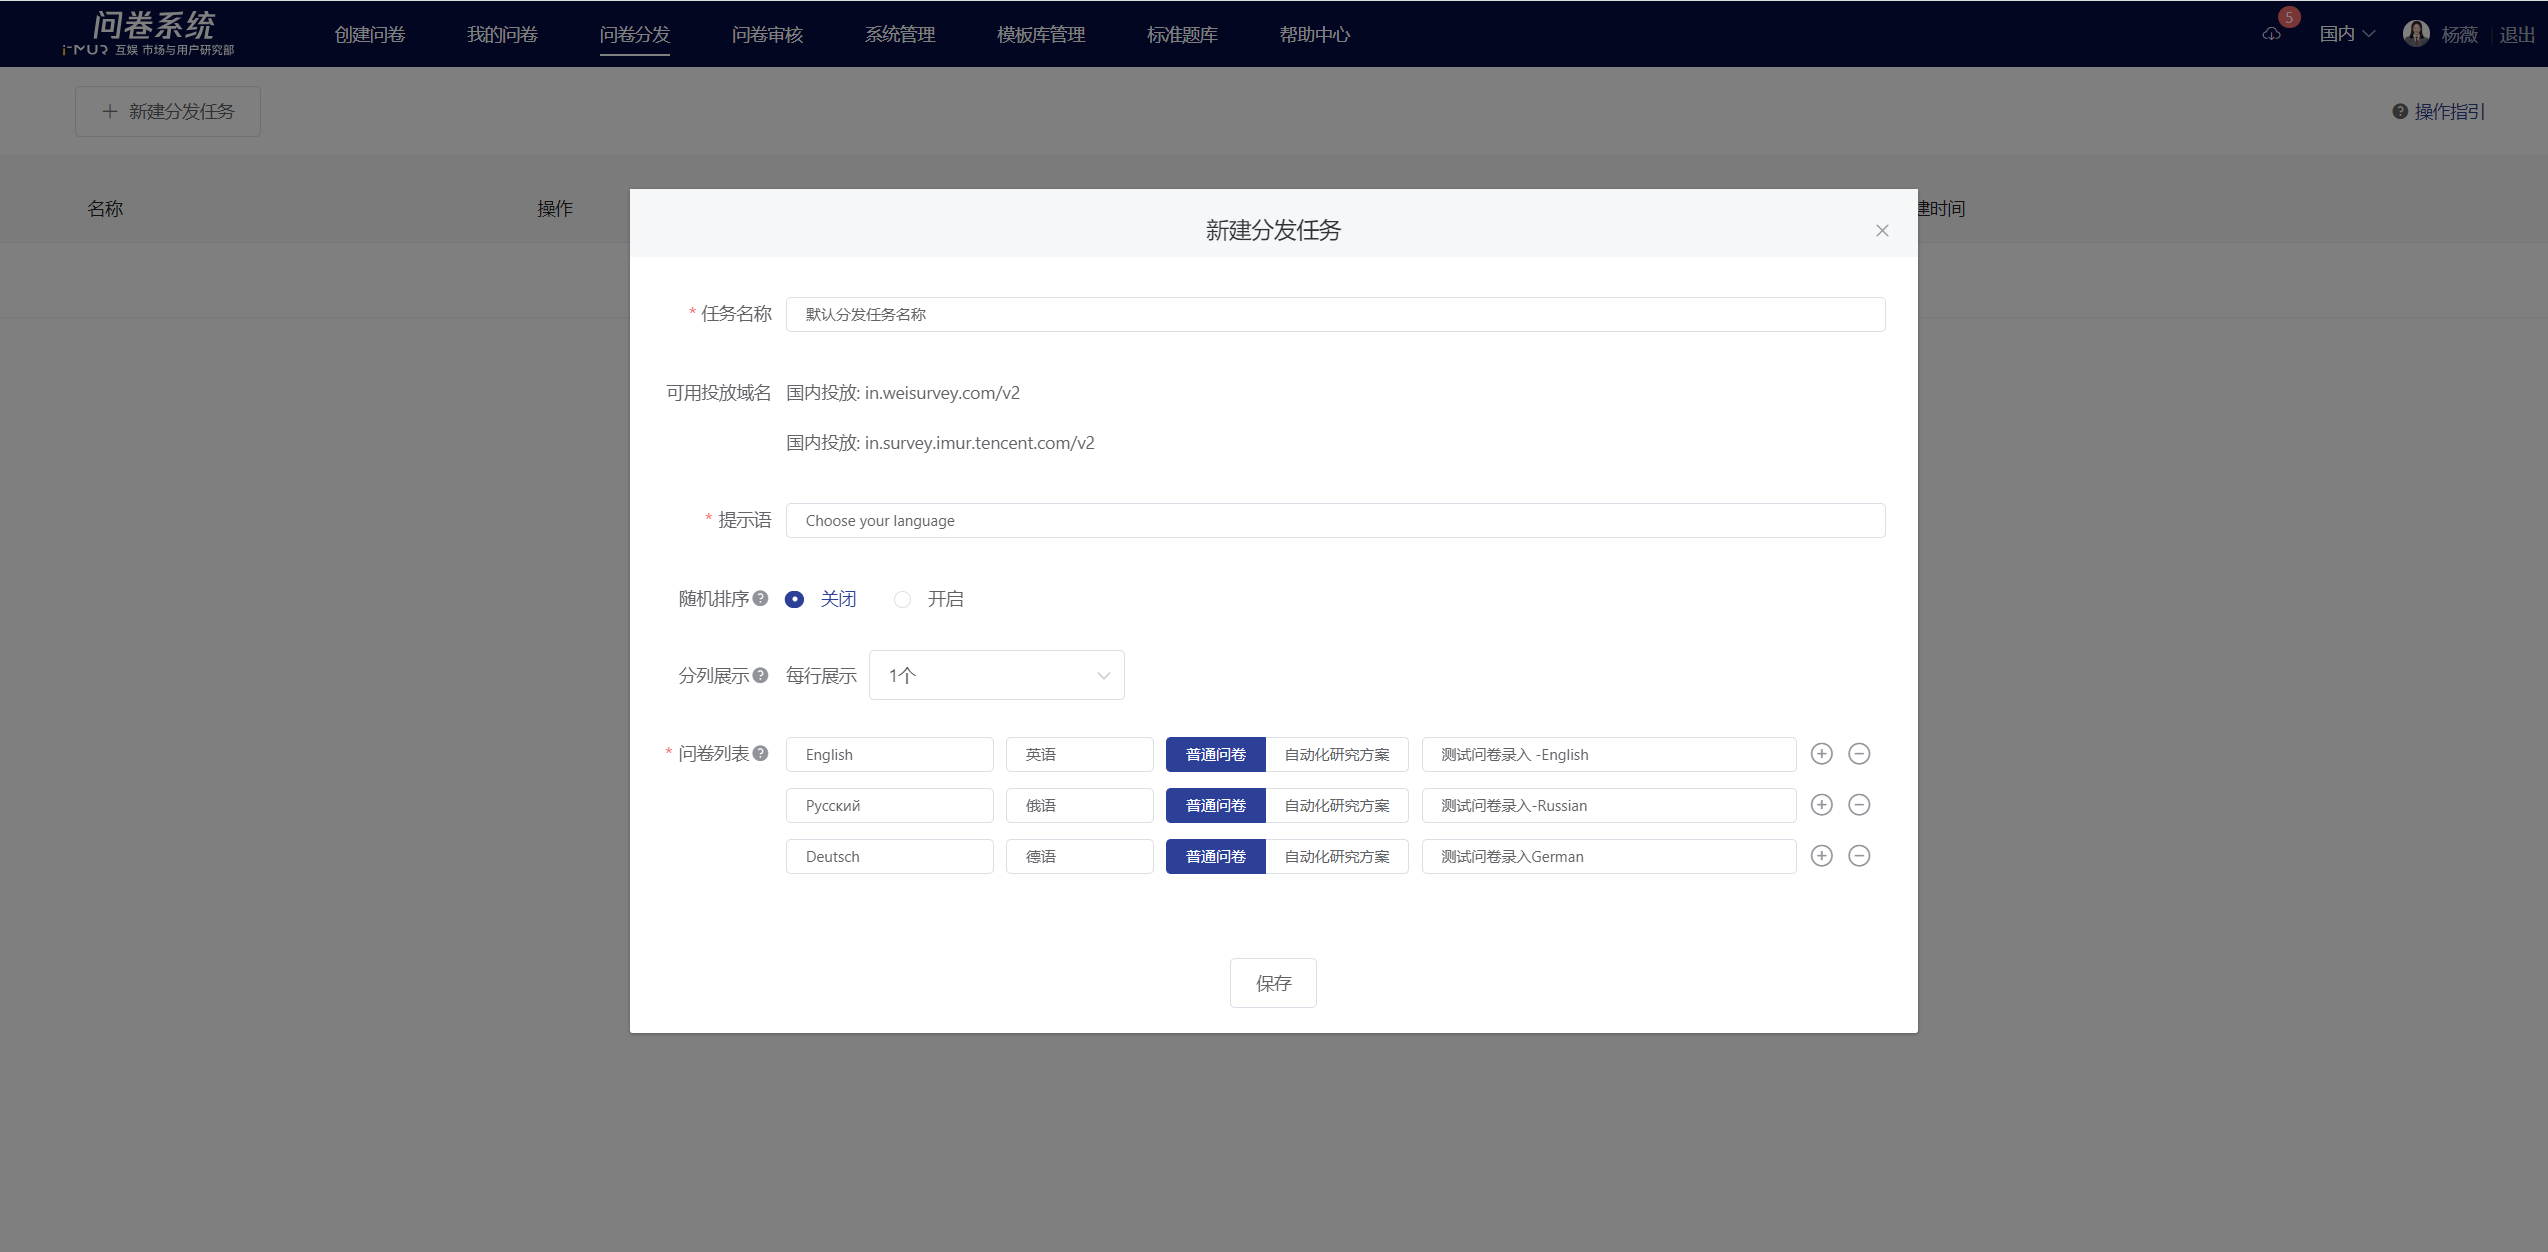 问卷系统
i-MUR 互娱 市场与用户研究部
创建问卷
我的问卷
问卷分发
问卷审核
系统管理
模板库管理
标准题库
帮助中心
5
国内
杨薇
退出
+ 新建分发任务
? 操作指引
名称
操作
建时间
新建分发任务
* 任务名称 默认分发任务名称
可用投放域名 国内投放: in.weisurvey.com/v2
国内投放: in.survey.imur.tencent.com/v2
* 提示语 Choose your language
随机排序? 关闭 开启
分列展示? 每行展示 1个
* 问卷列表? English 英语 普通问卷 自动化研究方案 测试问卷录入 -English
Русский 俄语 普通问卷 自动化研究方案 测试问卷录入-Russian
Deutsch 德语 普通问卷 自动化研究方案 测试问卷录入German
保存